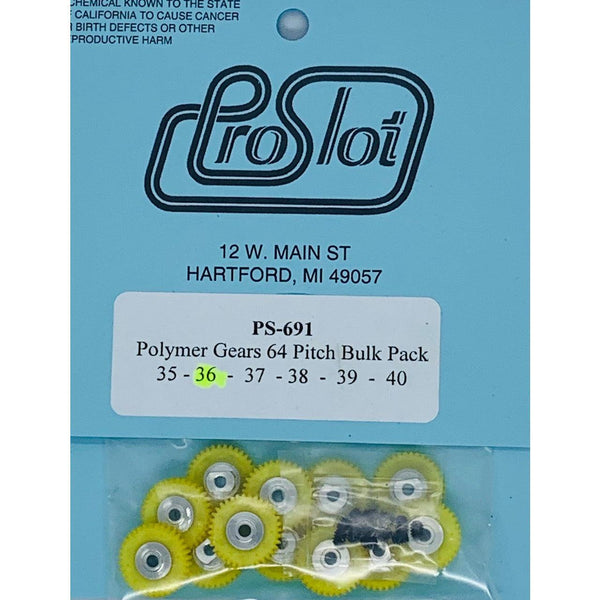 CHEMICAL KNOWN TO THE STATE
OF CALIFORNIA TO CAUSE CANCER
BIRTH DEFECTS OR OTHER
REPRODUCTIVE HARM
ProSlot
12 W. MAIN ST
HARTFORD, MI 49057
PS-691
Polymer Gears 64 Pitch Bulk Pack
35 - 36 - 37 - 38 - 39 - 40